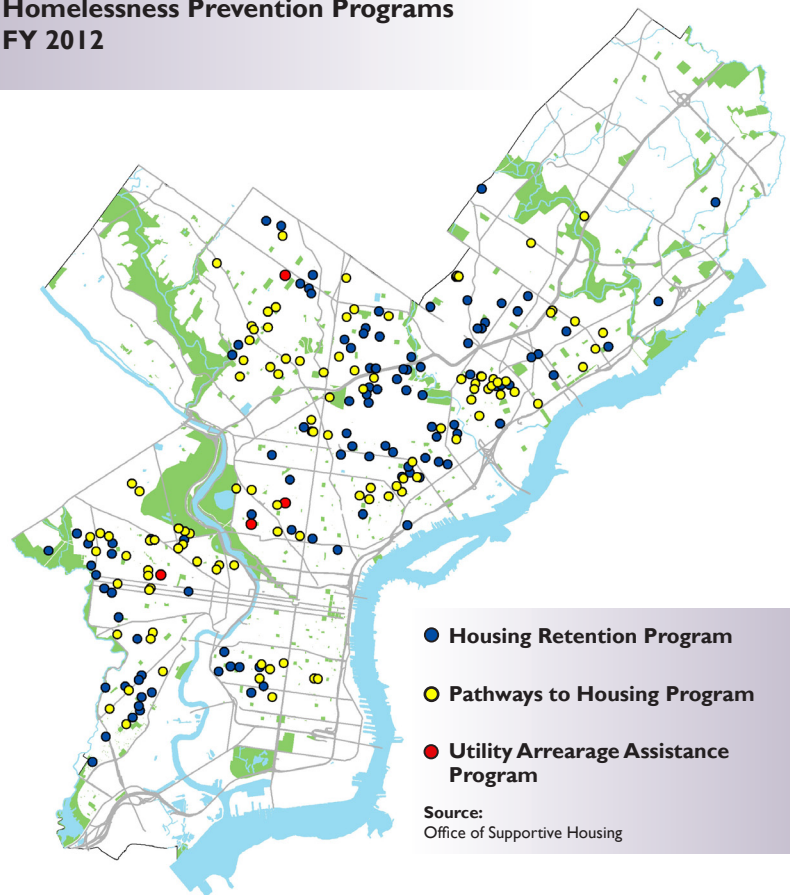 Homelessness Prevention Programs
FY 2012
Housing Retention Program
Pathways to Housing Program
Utility Arrearage Assistance
Program
Source:
Office of Supportive Housing